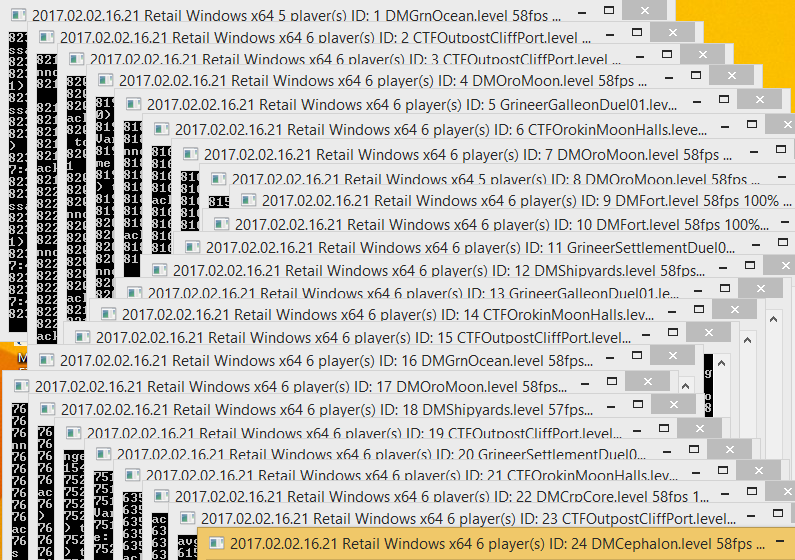 2017.02.02.16.21 Retail Windows x64 5 player(s) ID: 1 DMGrnOcean.level 58fps ...
2017.02.02.16.21 Retail Windows x64 6 player(s) ID: 2 CTFOutpostCliffPort.level ...
2017.02.02.16.21 Retail Windows x64 6 player(s) ID: 3 CTFOutpostCliffPort.level ...
2017.02.02.16.21 Retail Windows x64 6 player(s) ID: 4 DMOroMoon.level 58fps ...
2017.02.02.16.21 Retail Windows x64 6 player(s) ID: 5 GrineerGalleonDuel01.lev...
2017.02.02.16.21 Retail Windows x64 6 player(s) ID: 6 CTFOrokinMoonHalls.leve...
2017.02.02.16.21 Retail Windows x64 6 player(s) ID: 7 DMOroMoon.level 58fps ...
2017.02.02.16.21 Retail Windows x64 5 player(s) ID: 8 DMOroMoon.level 58fps ...
2017.02.02.16.21 Retail Windows x64 6 player(s) ID: 9 DMFort.level 58fps 100% ...
2017.02.02.16.21 Retail Windows x64 6 player(s) ID: 10 DMFort.level 58fps 100%...
2017.02.02.16.21 Retail Windows x64 6 player(s) ID: 11 GrineerSettlementDuel0...
2017.02.02.16.21 Retail Windows x64 6 player(s) ID: 12 DMShipyards.level 58fps...
2017.02.02.16.21 Retail Windows x64 6 player(s) ID: 13 GrineerGalleonDuel01.le...
2017.02.02.16.21 Retail Windows x64 6 player(s) ID: 14 CTFOrokinMoonHalls.lev...
2017.02.02.16.21 Retail Windows x64 6 player(s) ID: 15 CTFOutpostCliffPort.level...
2017.02.02.16.21 Retail Windows x64 6 player(s) ID: 16 DMGrnOcean.level 58fps...
2017.02.02.16.21 Retail Windows x64 6 player(s) ID: 17 DMOroMoon.level 58fps...
2017.02.02.16.21 Retail Windows x64 6 player(s) ID: 18 DMShipyards.level 57fps...
2017.02.02.16.21 Retail Windows x64 6 player(s) ID: 19 CTFOutpostCliffPort.level...
2017.02.02.16.21 Retail Windows x64 6 player(s) ID: 20 GrineerSettlementDuel0...
2017.02.02.16.21 Retail Windows x64 6 player(s) ID: 21 CTFOrokinMoonHalls.lev...
2017.02.02.16.21 Retail Windows x64 6 player(s) ID: 22 DMCrpCore.level 58fps 1...
2017.02.02.16.21 Retail Windows x64 6 player(s) ID: 23 CTFOutpostCliffPort.level...
2017.02.02.16.21 Retail Windows x64 6 player(s) ID: 24 DMCephalon.level 58fps ...